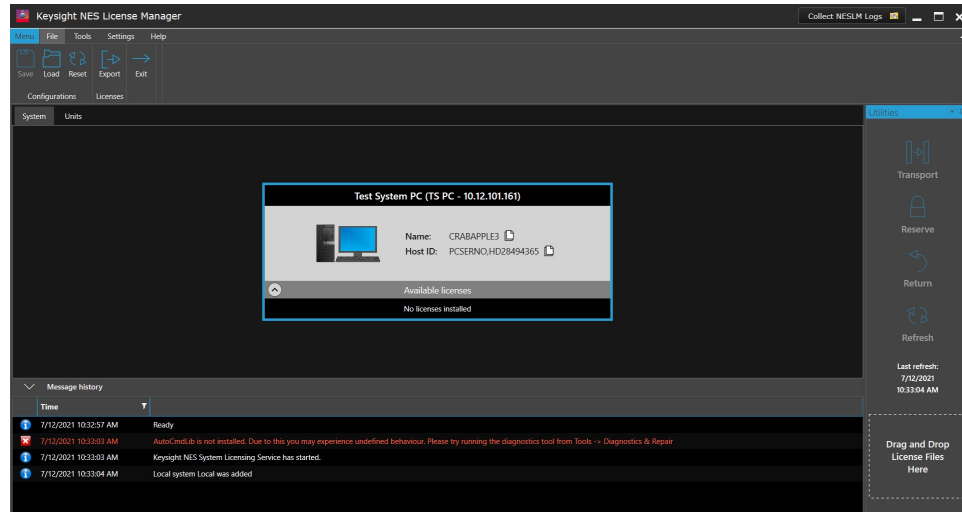 Keysight NES License Manager
Collect NESLM Logs
Menu File Tools Settings Help
Save Load Reset Export Exit
Configurations Licenses
System Units
Utilities
Test System PC (TS PC - 10.12.101.161)
Name: CRABAPPLE3
Host ID: PCSERNO,HD28494365
Available licenses
No licenses installed
Transport
Reserve
Return
Refresh
Last refresh:
7/12/2021
10:33:04 AM
Drag and Drop
License Files
Here
Message history
Time
7/12/2021 10:32:57 AM Ready
7/12/2021 10:33:03 AM AutoCmdLib is not installed. Due to this you may experience undefined behaviour. Please try running the diagnostics tool from Tools -> Diagnostics & Repair
7/12/2021 10:33:03 AM Keysight NES System Licensing Service has started.
7/12/2021 10:33:04 AM Local system Local was added